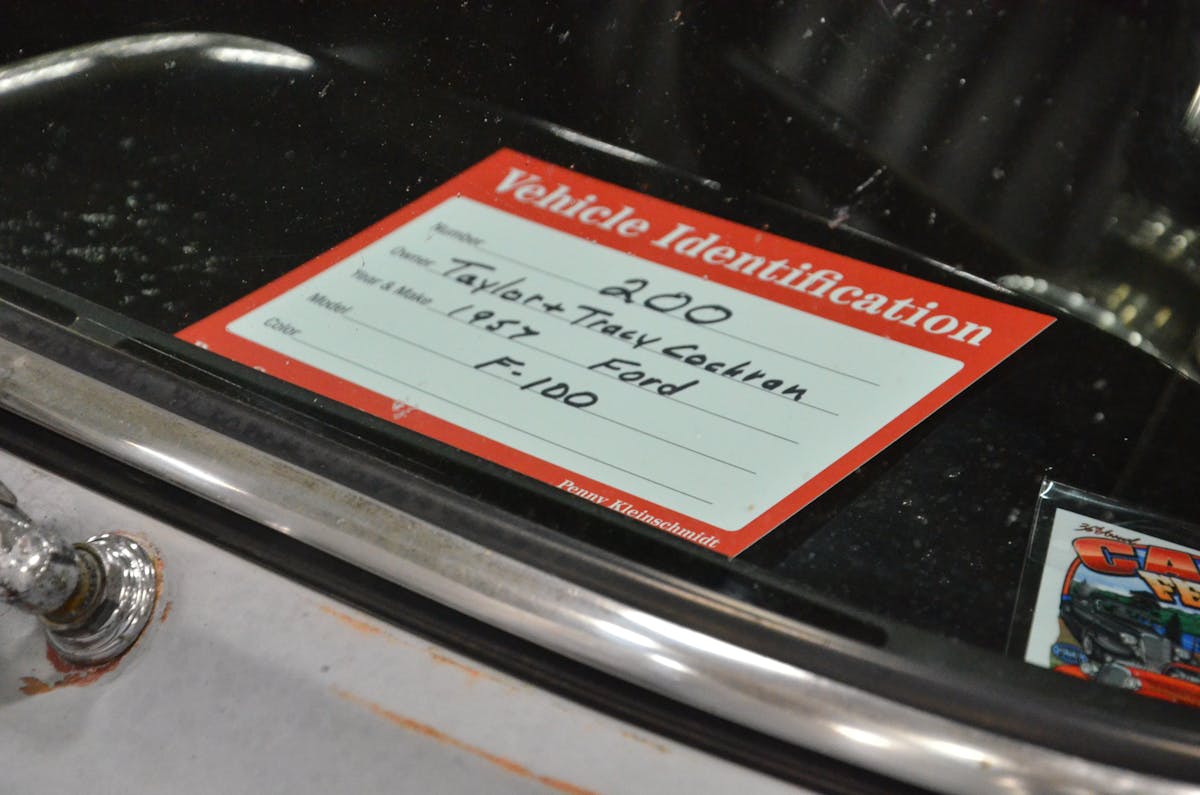 Vehicle Identification
Number 200
Owner Taylor + Tracy Cochran
Year & Make 1957 Ford
Model F-100
Color
Penny Kleinschmidt